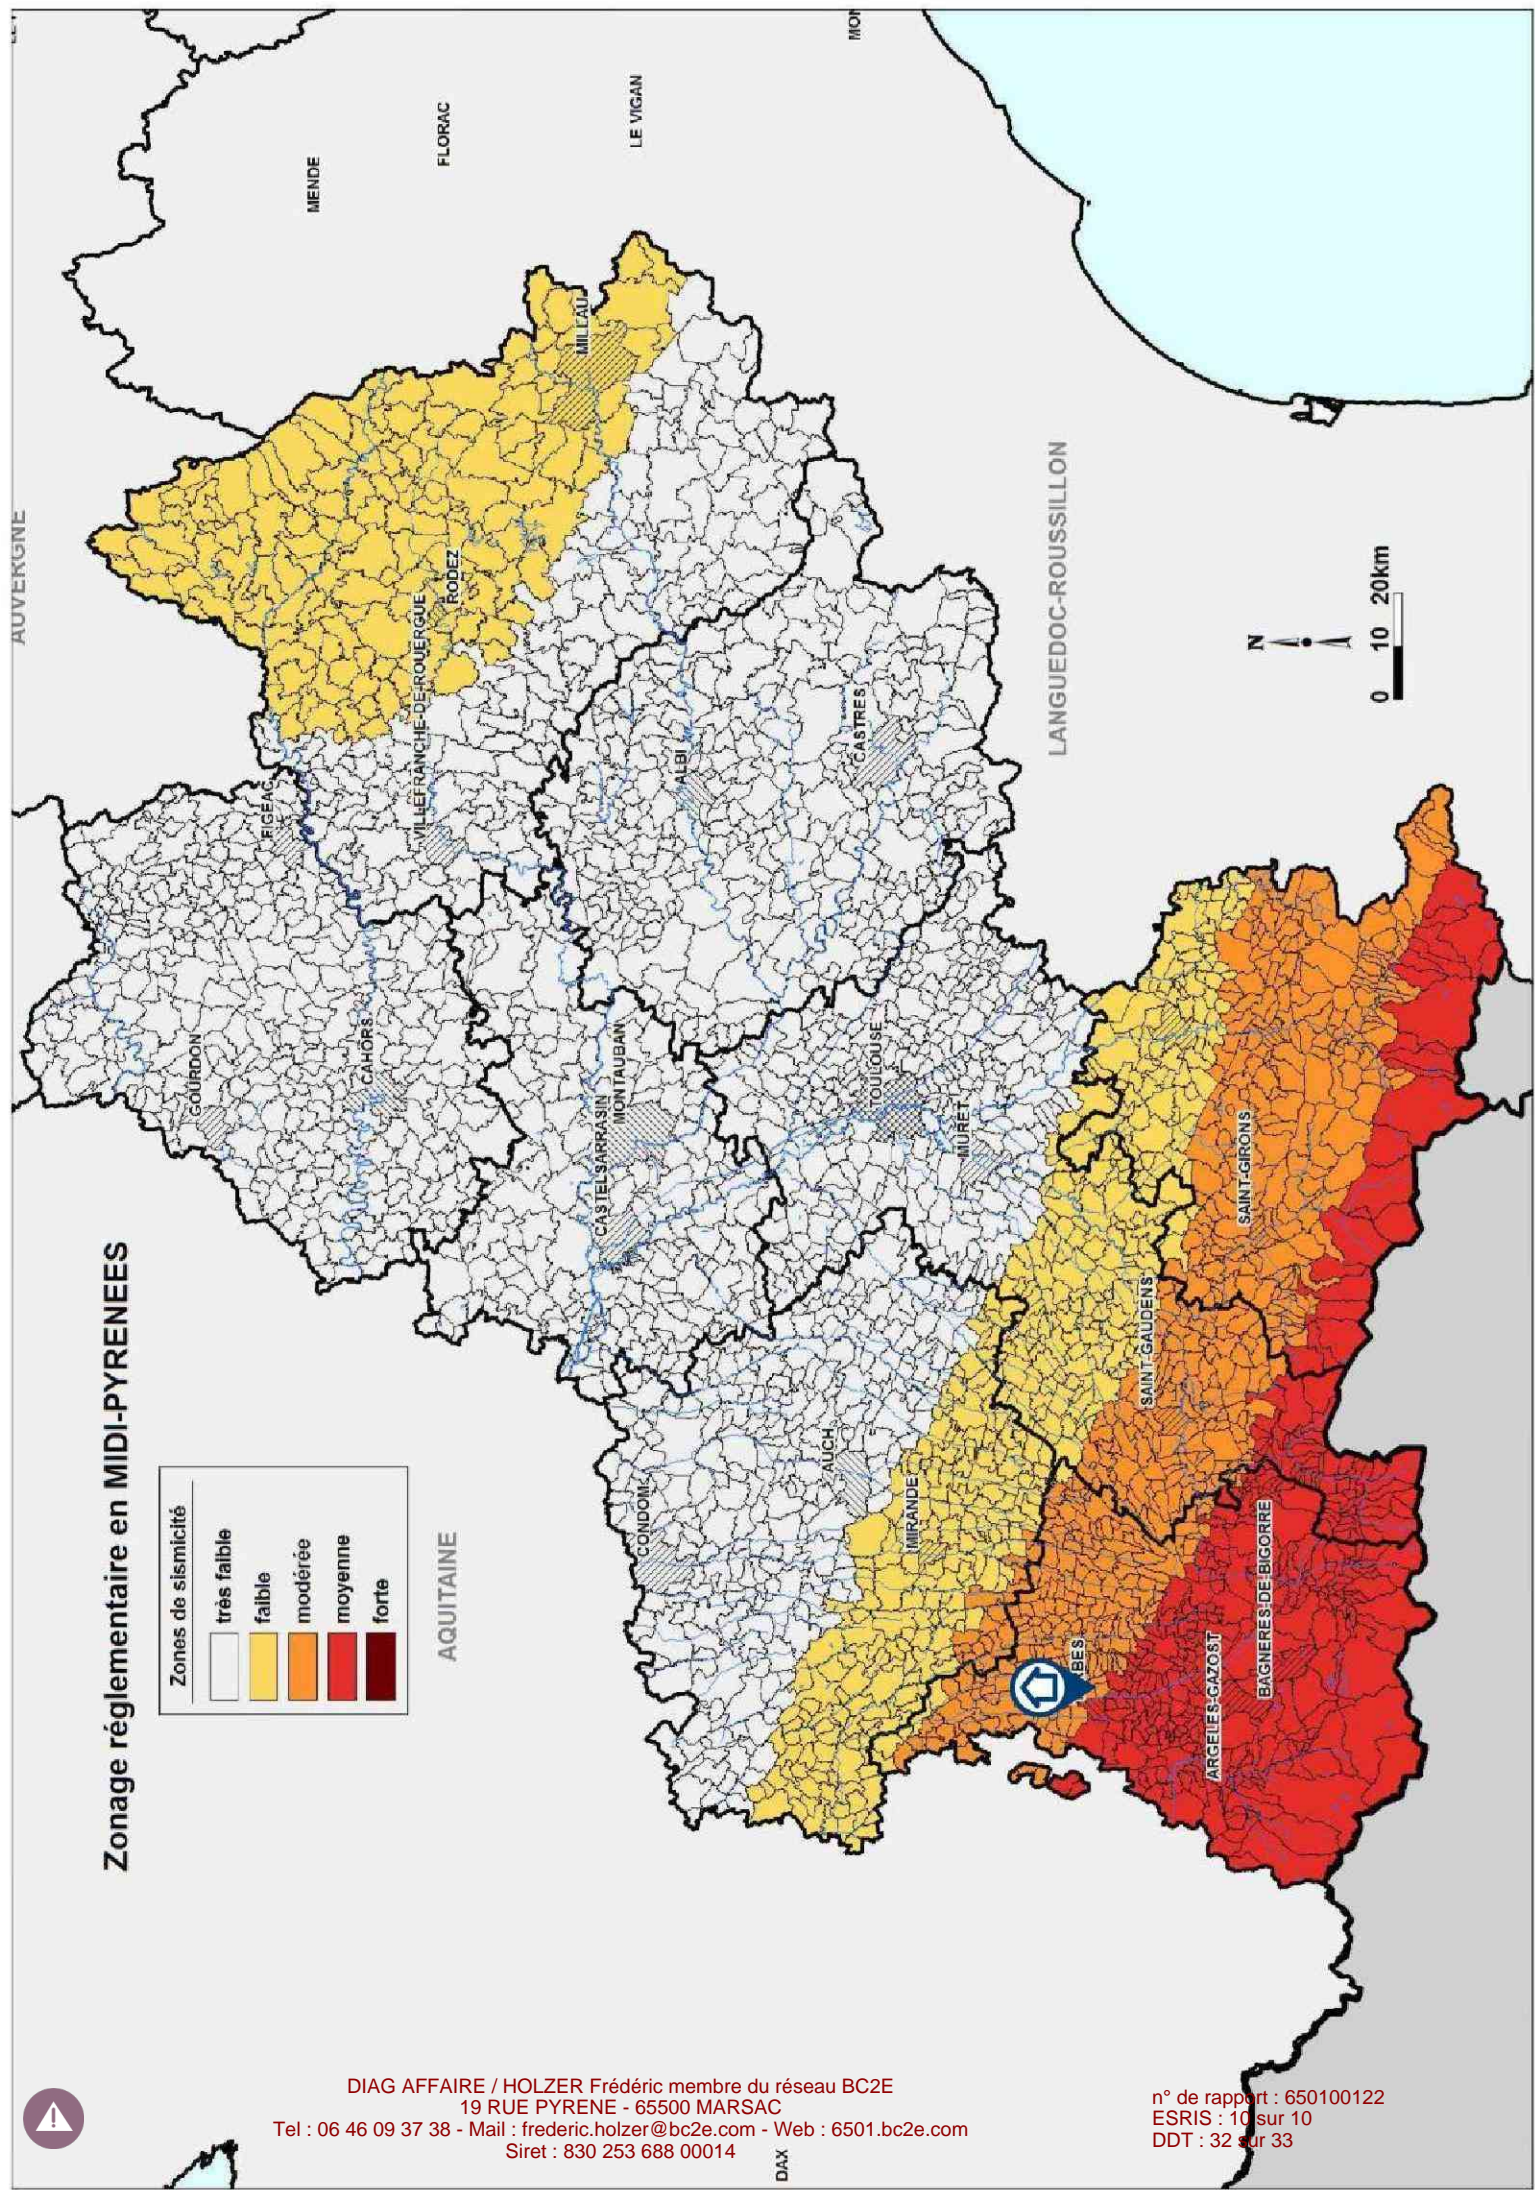 Zonage réglementaire en MIDI-PYRENEES
Zones de sismicité
très faible
faible
modérée
moyenne
forte
AUVERGNE
AQUITAINE
LANGUEDOC-ROUSSILLON
MENDE
FLORAC
LE VIGAN
MILLAU
RODEZ
VILLEFRANCHE-DE-ROUERGUE
FIGEAC
GOURDON
CAHORS
CASTELSARRASIN
MONTAUBAN
ALBI
CASTRES
TOULOUSE
MURET
CONDOM
AUCH
MIRANDE
SAINT-GAUDENS
SAINT-GIRONS
BES
ARGELES-GAZOST
BAGNERES-DE-BIGORRE
DAX
MON
N
0 10 20km
DIAG AFFAIRE / HOLZER Frédéric membre du réseau BC2E
19 RUE PYRENE - 65500 MARSAC
Tel : 06 46 09 37 38 - Mail : frederic.holzer@bc2e.com - Web : 6501.bc2e.com
Siret : 830 253 688 00014
n° de rapport : 650100122
ESRIS : 10 sur 10
DDT : 32 sur 33